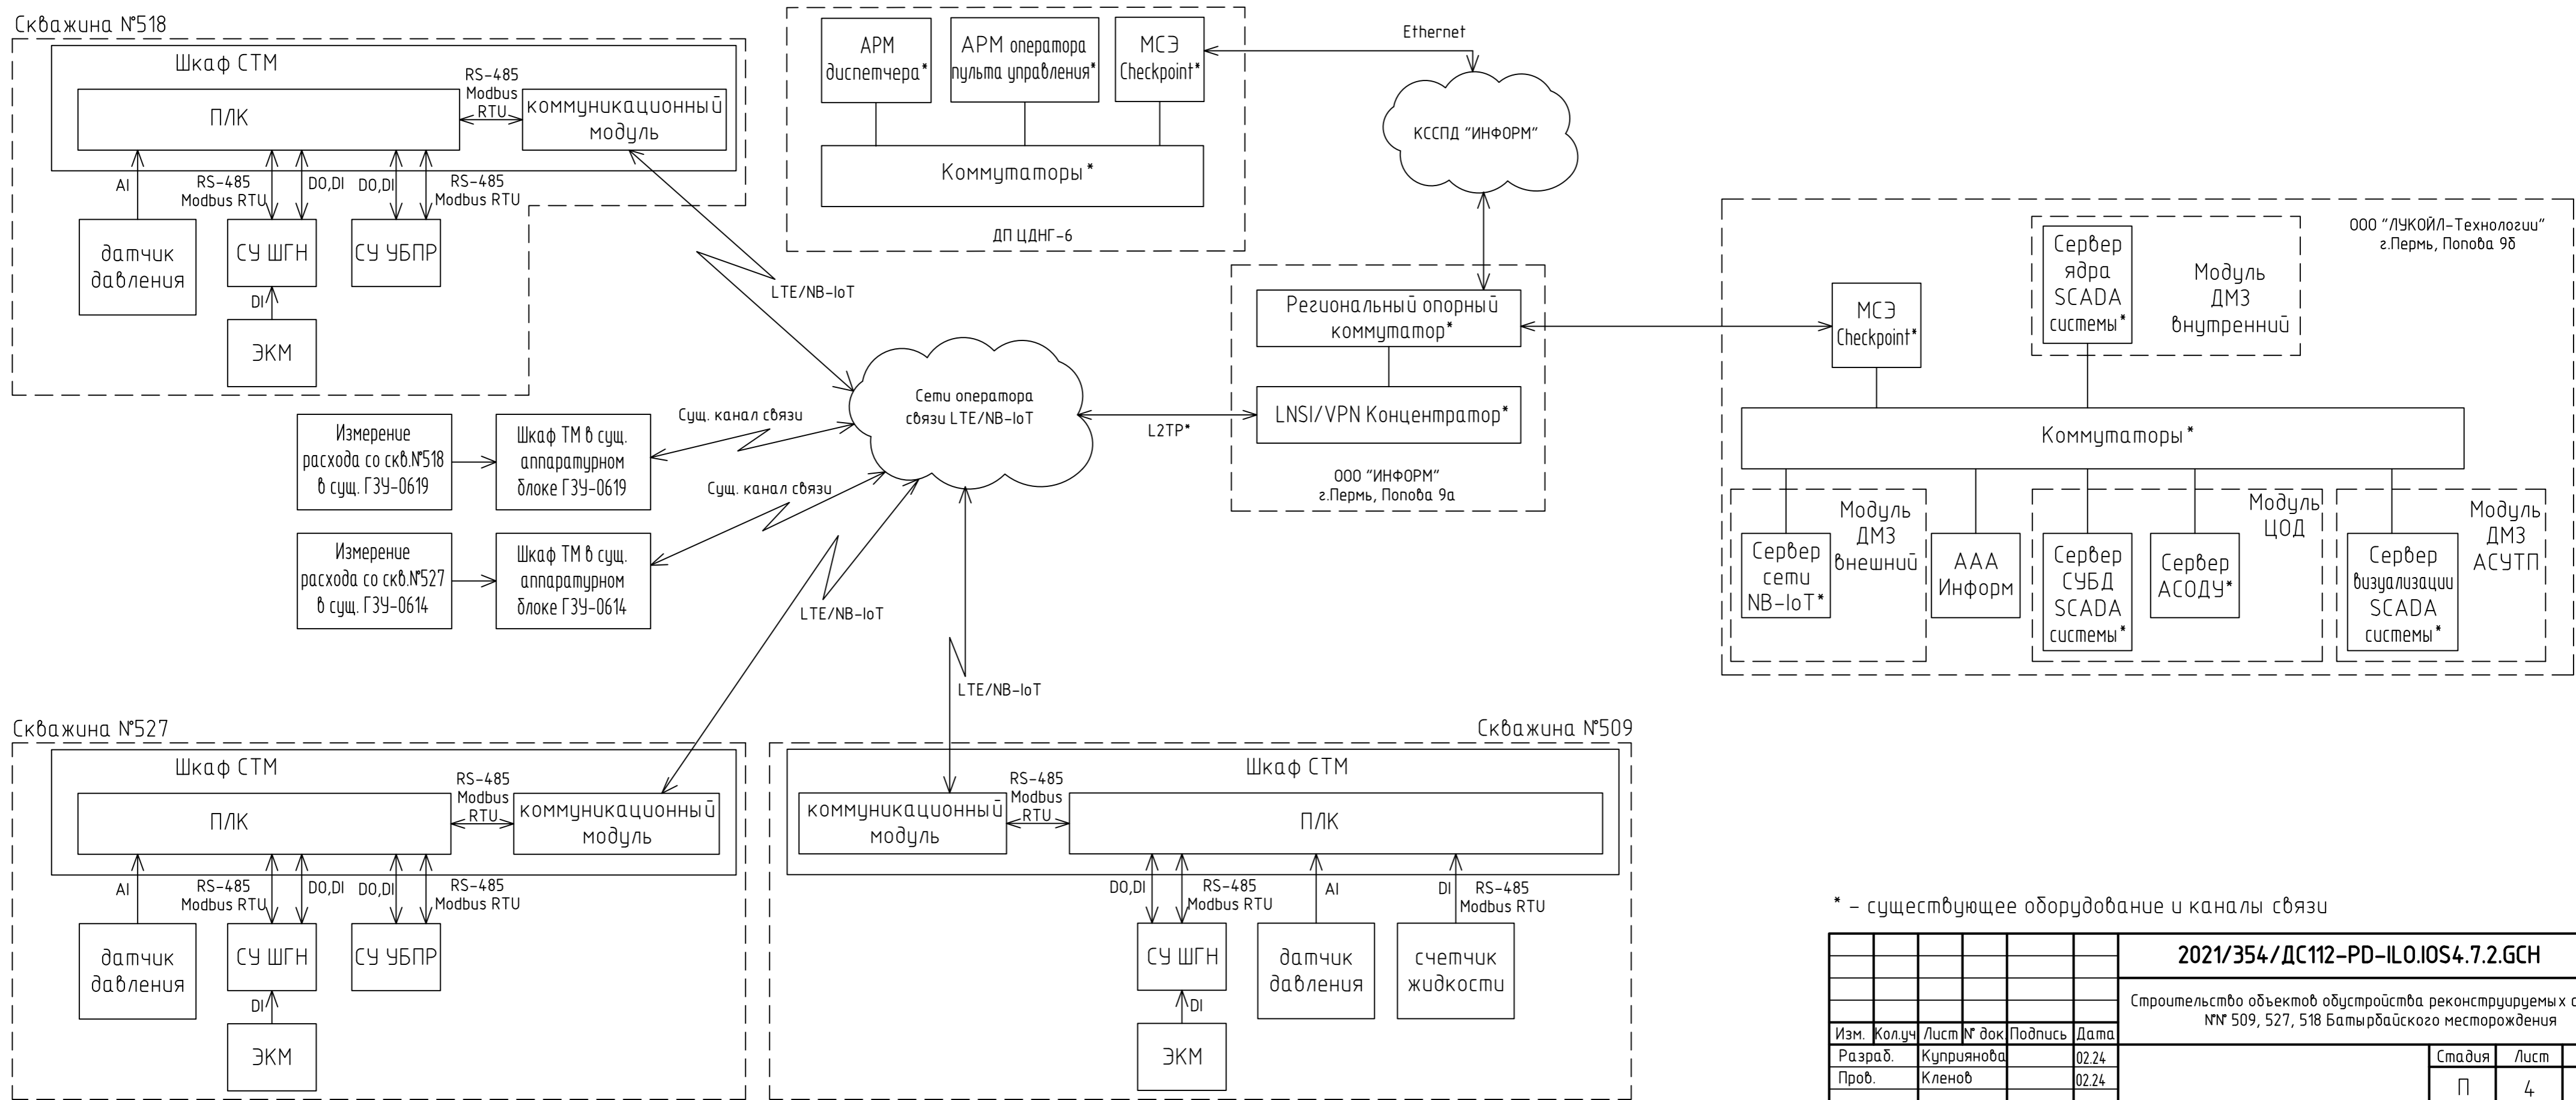 Скважина №518
Шкаф СТМ
ПЛК
RS-485
Modbus
RTU
коммуникационный
модуль
AI
RS-485
Modbus RTU
DO,DI
DO,DI
RS-485
Modbus RTU
датчик
давления
СУ ШГН
СУ УБПР
DI
ЭКМ
АРМ
диспетчера*
АРМ оператора
пульта управления*
МСЭ
Checkpoint*
Коммутаторы*
ДП ЦДНГ-6
Ethernet
КССПД "ИНФОРМ"
LTE/NB-IoT
Сети оператора
связи LTE/NB-IoT
L2TP*
Региональный опорный
коммутатор*
LNSI/VPN Концентратор*
ООО "ИНФОРМ"
г.Пермь, Попова 9а
ООО "ЛУКОЙЛ-Технологии"
г.Пермь, Попова 9б
МСЭ
Checkpoint*
Сервер
ядра
SCADA
системы*
Модуль
ДМЗ
внутренний
Коммутаторы*
Сервер
сети
NB-IoT*
Модуль
ДМЗ
внешний
ААА
Информ
Сервер
СУБД
SCADA
системы*
Сервер
АСОДУ*
Модуль
ЦОД
Сервер
визуализации
SCADA
системы*
Модуль
ДМЗ
АСУТП
Измерение
расхода со скв.№518
в сущ. ГЗУ-0619
Шкаф ТМ в сущ.
аппаратурном
блоке ГЗУ-0619
Сущ. канал связи
Измерение
расхода со скв.№527
в сущ. ГЗУ-0614
Шкаф ТМ в сущ.
аппаратурном
блоке ГЗУ-0614
Сущ. канал связи
LTE/NB-IoT
LTE/NB-IoT
Скважина №527
Шкаф СТМ
ПЛК
RS-485
Modbus
RTU
коммуникационный
модуль
AI
RS-485
Modbus RTU
DO,DI
DO,DI
RS-485
Modbus RTU
датчик
давления
СУ ШГН
СУ УБПР
DI
ЭКМ
Скважина №509
Шкаф СТМ
коммуникационный
модуль
RS-485
Modbus
RTU
ПЛК
DO,DI
RS-485
Modbus RTU
AI
DI
RS-485
Modbus RTU
СУ ШГН
датчик
давления
счетчик
жидкости
DI
ЭКМ
* - существующее оборудование и каналы связи
2021/354/ДС112-PD-ILO.IOS4.7.2.GCH
Строительство объектов обустройства реконструируемых
№№ 509, 527, 518 Батырбайского месторождения
Изм. Кол.уч Лист № док. Подпись Дата
Разраб. Куприянова 02.24
Пров. Кленов 02.24
Стадия Лист
П 4